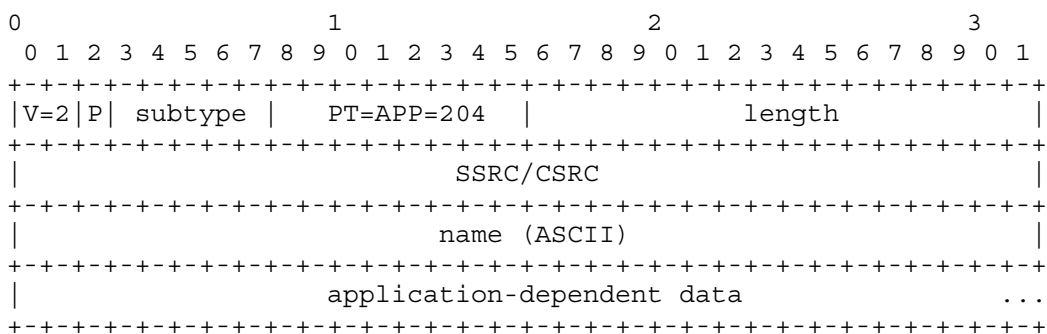 0                   1                   2                   3
 0 1 2 3 4 5 6 7 8 9 0 1 2 3 4 5 6 7 8 9 0 1 2 3 4 5 6 7 8 9 0 1
+-+-+-+-+-+-+-+-+-+-+-+-+-+-+-+-+-+-+-+-+-+-+-+-+-+-+-+-+-+-+-+-+
|V=2|P| subtype |   PT=APP=204  |             length            |
+-+-+-+-+-+-+-+-+-+-+-+-+-+-+-+-+-+-+-+-+-+-+-+-+-+-+-+-+-+-+-+-+
|                           SSRC/CSRC                           |
+-+-+-+-+-+-+-+-+-+-+-+-+-+-+-+-+-+-+-+-+-+-+-+-+-+-+-+-+-+-+-+-+
|                          name (ASCII)                         |
+-+-+-+-+-+-+-+-+-+-+-+-+-+-+-+-+-+-+-+-+-+-+-+-+-+-+-+-+-+-+-+-+
|                   application-dependent data                ...
+-+-+-+-+-+-+-+-+-+-+-+-+-+-+-+-+-+-+-+-+-+-+-+-+-+-+-+-+-+-+-+-+